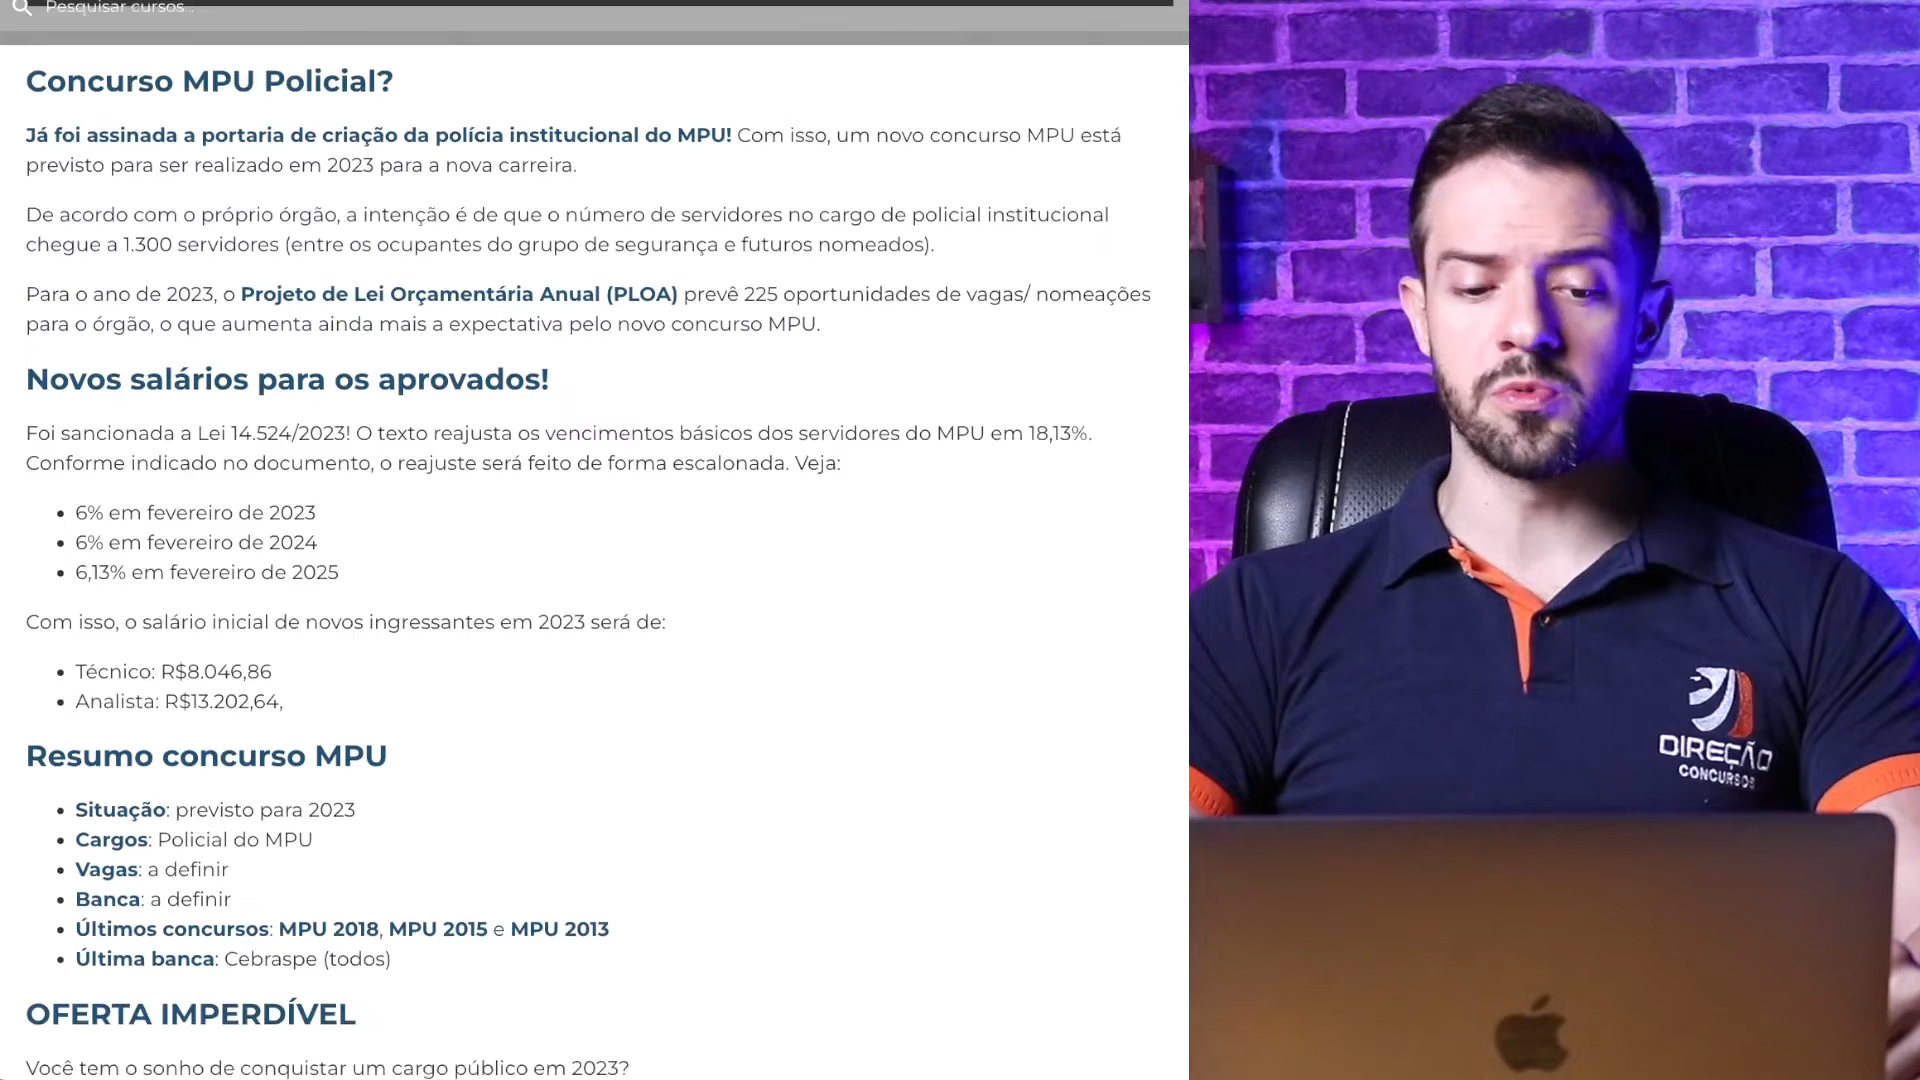 Pesquisar cursos...
Concurso MPU Policial?
Já foi assinada a portaria de criação da polícia institucional do MPU! Com isso, um novo concurso MPU está
previsto para ser realizado em 2023 para a nova carreira.
De acordo com o próprio órgão, a intenção é de que o número de servidores no cargo de policial institucional
chegue a 1.300 servidores (entre os ocupantes do grupo de segurança e futuros nomeados).
Para o ano de 2023, o Projeto de Lei Orçamentária Anual (PLOA) prevê 225 oportunidades de vagas/ nomeações
para o órgão, o que aumenta ainda mais a expectativa pelo novo concurso MPU.
Novos salários para os aprovados!
Foi sancionada a Lei 14.524/2023! O texto reajusta os vencimentos básicos dos servidores do MPU em 18,13%.
Conforme indicado no documento, o reajuste será feito de forma escalonada. Veja:
• 6% em fevereiro de 2023
• 6% em fevereiro de 2024
• 6,13% em fevereiro de 2025
Com isso, o salário inicial de novos ingressantes em 2023 será de:
• Técnico: R$8.046,86
• Analista: R$13.202,64,
Resumo concurso MPU
• Situação: previsto para 2023
• Cargos: Policial do MPU
• Vagas: a definir
• Banca: a definir
• Últimos concursos: MPU 2018, MPU 2015 e MPU 2013
• Última banca: Cebraspe (todos)
OFERTA IMPERDÍVEL
Você tem o sonho de conquistar um cargo público em 2023?
DIREÇÃO
CONCURSOS